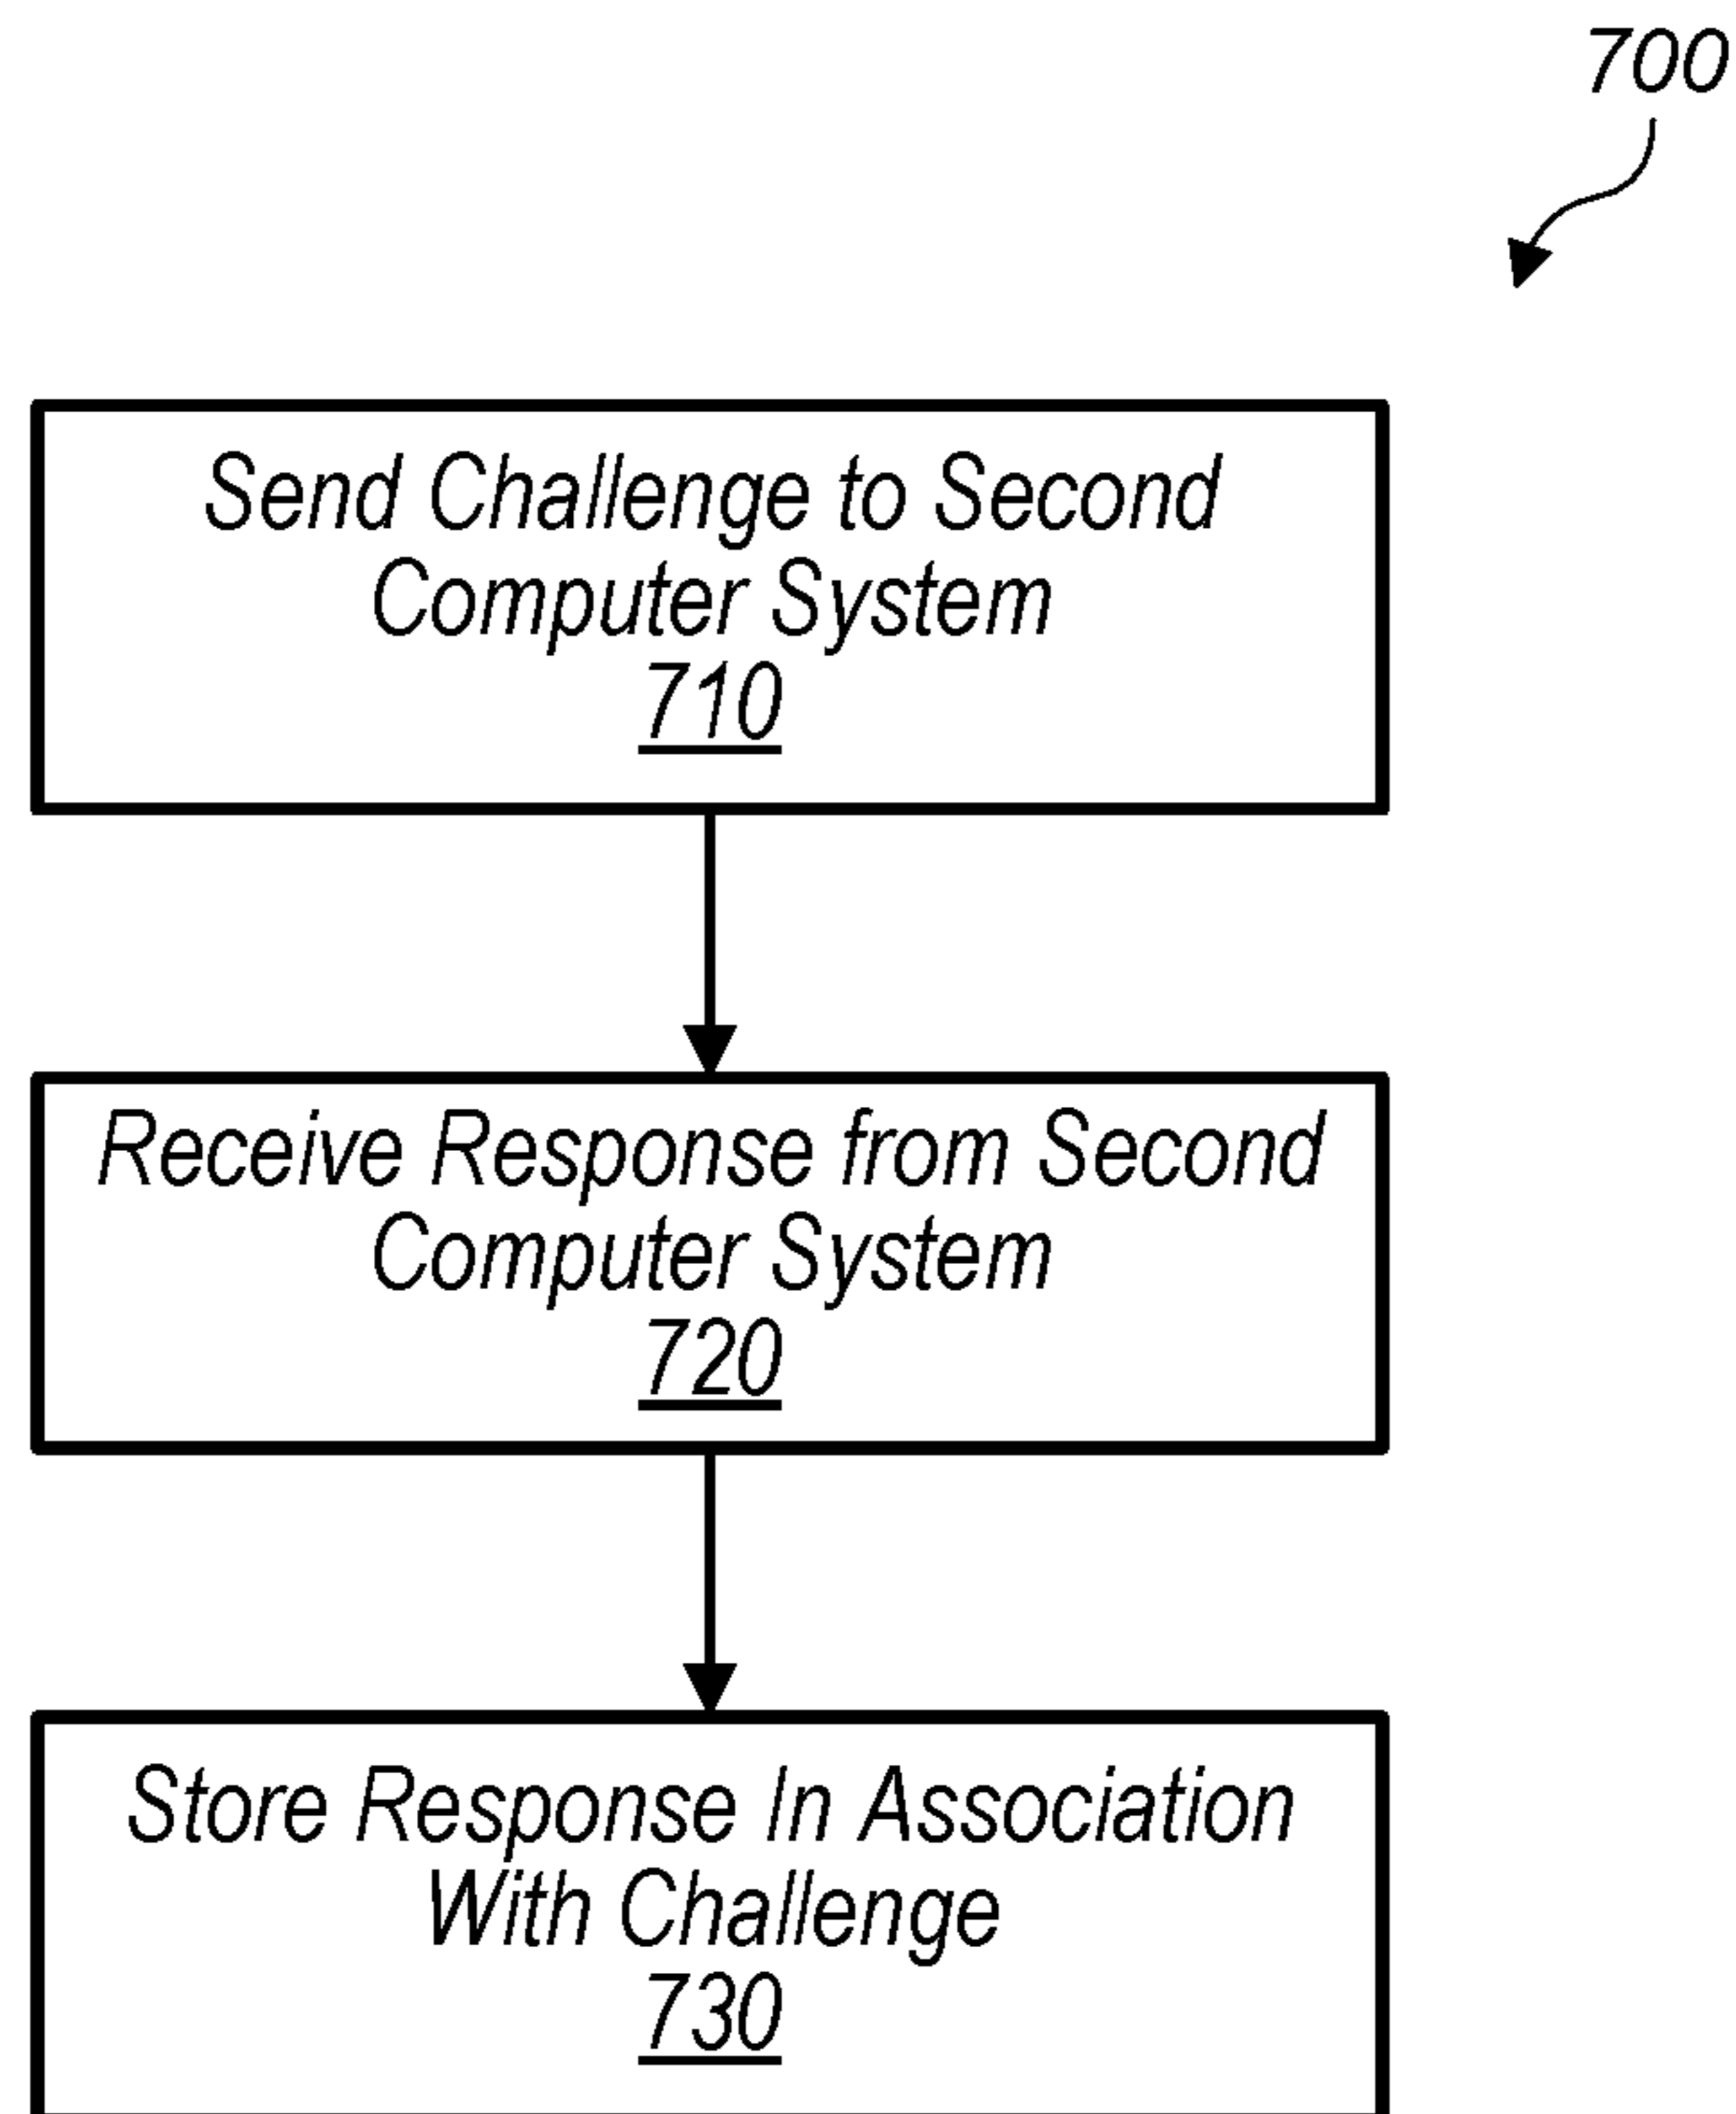 700
Send Challenge to Second
Computer System
710
Receive Response from Second
Computer System
720
Store Response In Association
With Challenge
730